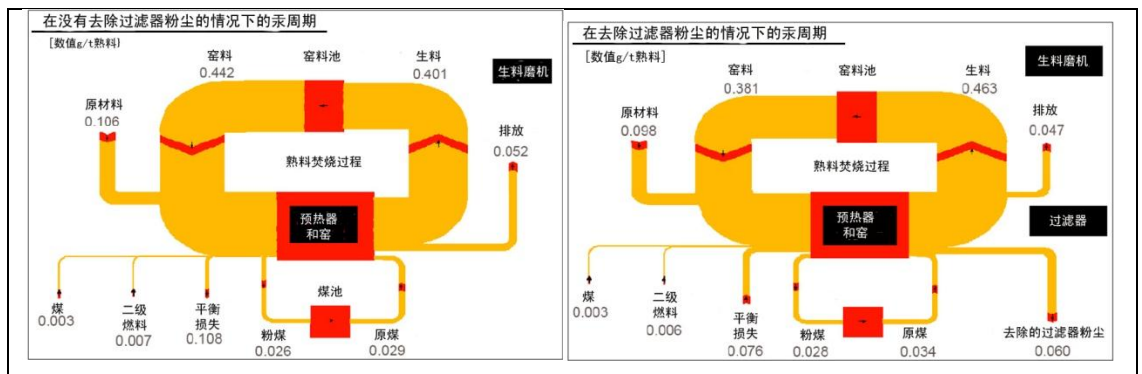 在没有去除过滤器粉尘的情况下的汞周期
[数值g/t熟料]
窑料
0.442
窑料池
生料
0.401
生料磨机
原材料
0.106
排放
0.052
熟料焚烧过程
预热器
和窑
煤池
煤
0.003
二级
燃料
0.007
平衡
损失
0.108
粉煤
0.026
原煤
0.029
在去除过滤器粉尘的情况下的汞周期
[数值g/t熟料]
窑料
0.381
窑料池
生料
0.463
生料磨机
原材料
0.098
排放
0.047
熟料焚烧过程
预热器
和窑
过滤器
煤
0.003
二级
燃料
0.006
平衡
损失
0.076
粉煤
0.028
原煤
0.034
去除的过滤器粉尘
0.060